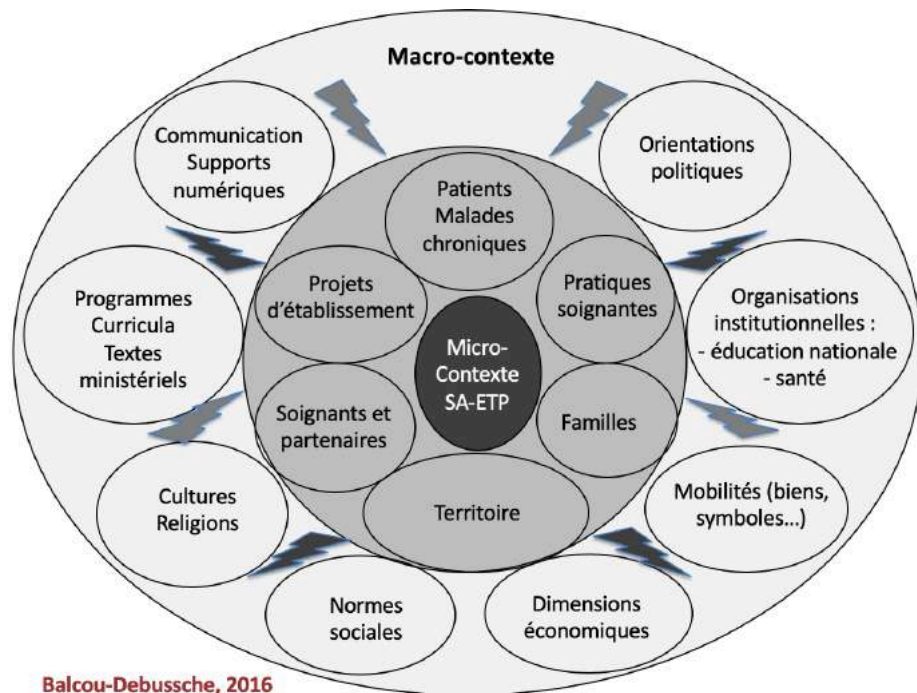 Macro-contexte
Communication
Supports
numériques
Orientations
politiques
Patients
Malades
chroniques
Projets
d'établissement
Pratiques
soignantes
Programmes
Curricula
Textes
ministériels
Organisations
institutionnelles :
- éducation nationale
- santé
Micro-
Contexte
SA-ETP
Soignants et
partenaires
Familles
Cultures
Religions
Territoire
Mobilités (biens,
symboles...)
Normes
sociales
Dimensions
économiques
Balcou-Debussche, 2016